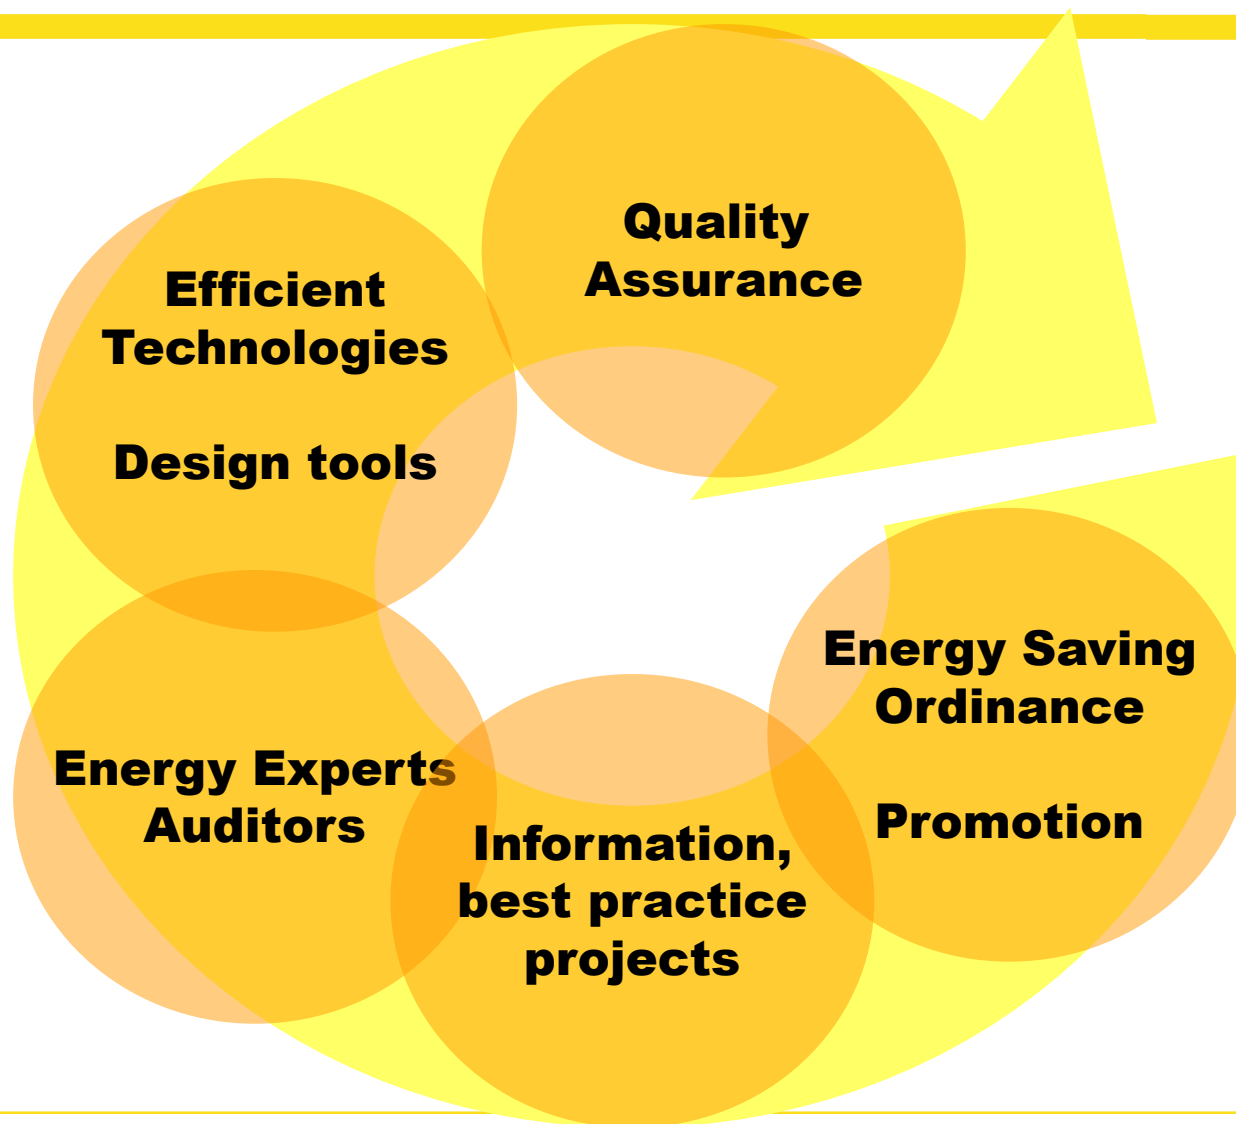 Quality
Assurance
Efficient
Technologies
Design tools
Energy Saving
Ordinance
Promotion
Energy Experts
Auditors
Information,
best practice
projects